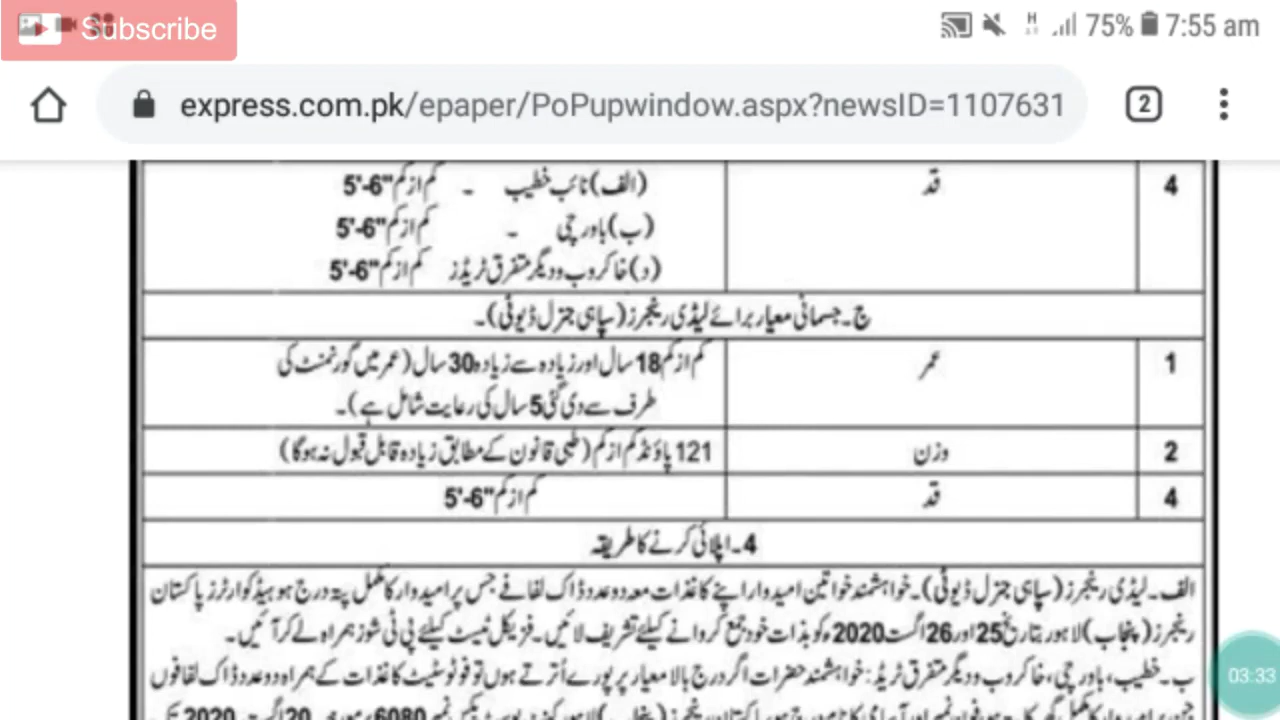 Subscribe
75% 7:55 am
express.com.pk/epaper/PoPupwindow.aspx?newsID=1107631
2
4 قد (الف) نائب خطیب - کم از کم "6-'5
(ب) باورچی - کم از کم "6-'5
(د) خاکروب و دیگر متفرق ٹریڈز کم از کم "6-'5
ج۔ جسمانی معیار برائے لیڈی رینجرز (سپاہی جنرل ڈیوٹی)۔
1 عمر کم از کم 18 سال اور زیادہ سے زیادہ 30 سال (عمر میں گورنمنٹ کی
طرف سے دی گئی 5 سال کی رعایت شامل ہے)۔
2 وزن 121 پاؤنڈ کم از کم (طبی قانون کے مطابق زیادہ قابل قبول نہ ہوگا)
4 قد کم از کم "6-'5
4۔ اپلائی کرنے کا طریقہ
الف۔ لیڈی رینجرز (سپاہی جنرل ڈیوٹی)۔ خواہشمند خواتین امیدوار اپنے کاغذات معہ دو عدد ڈاک لفافے جس پر امیدوار کا مکمل پتہ درج ہو ہیڈکوارٹرز پاکستان
رینجرز (پنجاب) لاہور بتاریخ 25 اور 26 اگست 2020ء کو بذات خود جمع کروانے کیلئے تشریف لائیں۔ فزیکل ٹیسٹ کیلئے پی ٹی شوز ہمراہ لے کر آئیں۔
ب۔ خطیب، باورچی، خاکروب و دیگر متفرق ٹریڈ: خواہشمند حضرات اگر درج بالا معیار پر پورے اُترتے ہوں تو فوٹو سٹیٹ کاغذات کے ہمراہ دو عدد ڈاک لفافوں
03:33